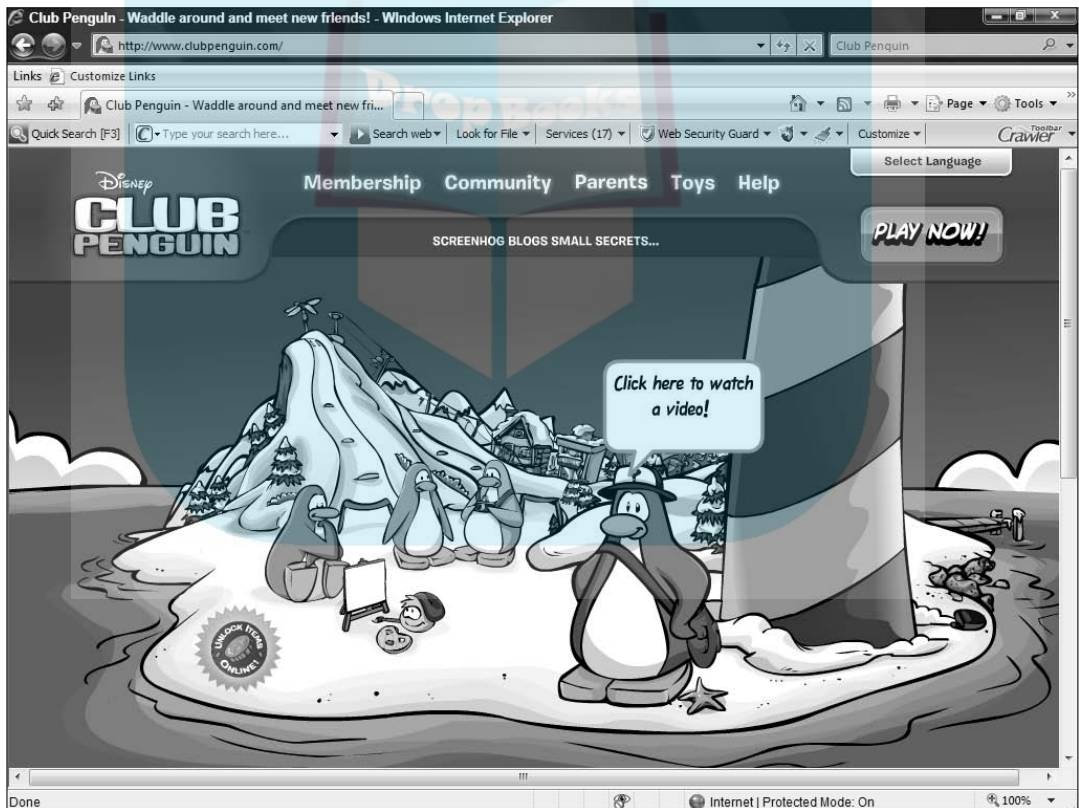 Club Penguin - Waddle around and meet new friends! - Windows Internet Explorer
http://www.clubpenguin.com/
Club Penguin
Links Customize Links
Club Penguin - Waddle around and meet new fri...
Page Tools »
Quick Search [F3] Type your search here... Search web Look for File Services (17) Web Security Guard Customize Crawler Toolbar
DropBooks
Select Language
Disney
CLUB
PENGUIN
Membership Community Parents Toys Help
SCREENHOG BLOGS SMALL SECRETS...
PLAY NOW!
Click here to watch
a video!
UNLOCK ITEMS
ONLINE!
Done Internet | Protected Mode: On 100%